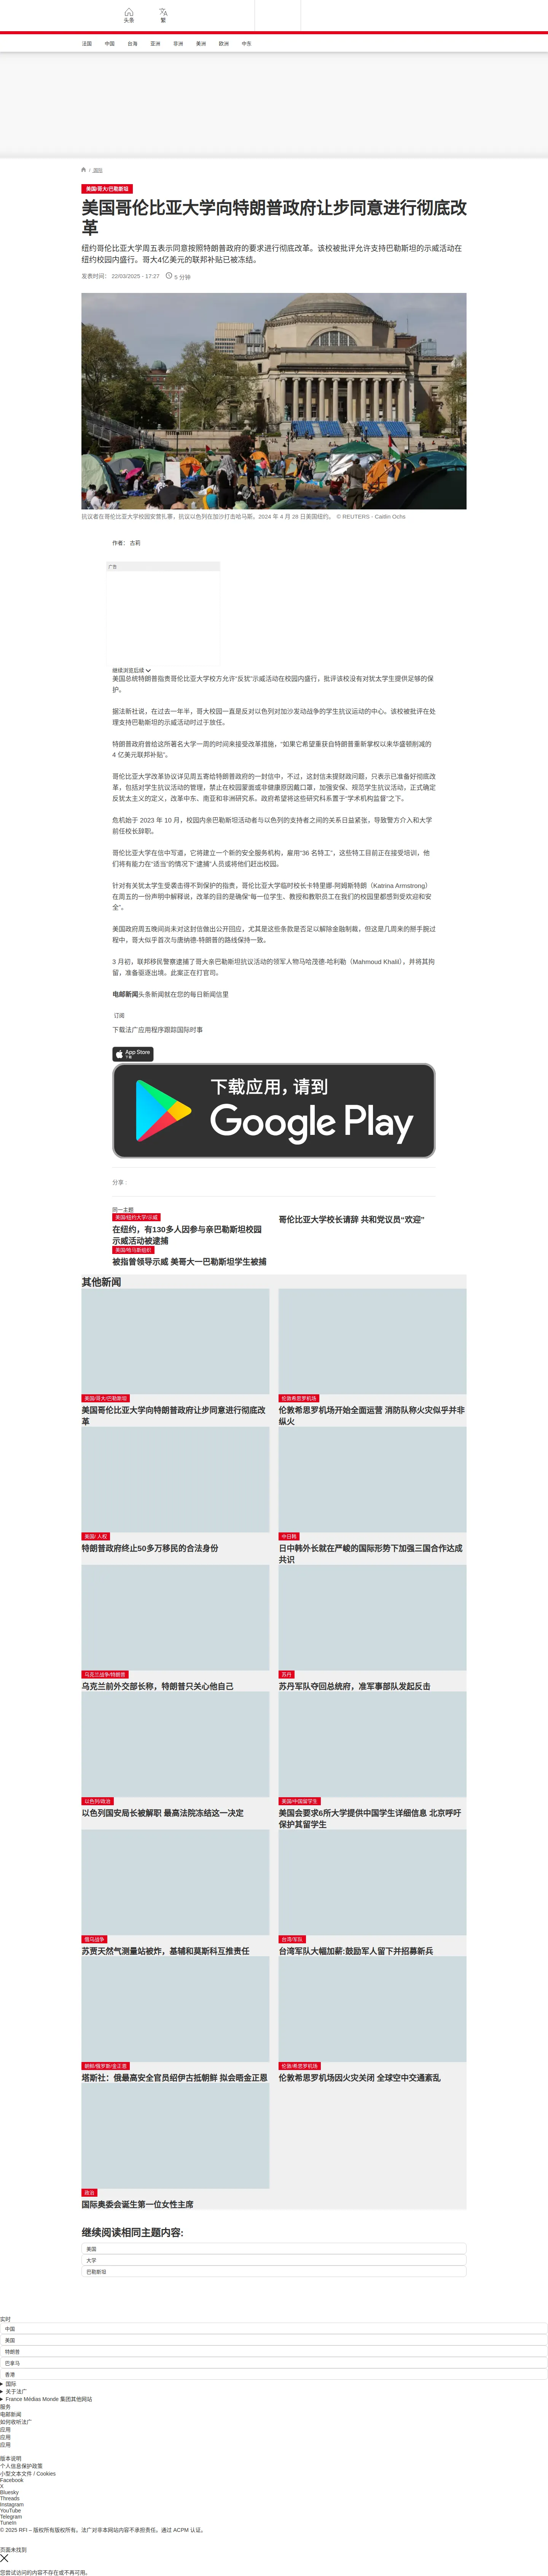 头条
繁
法国 中国 台海 亚洲 非洲 美洲 欧洲 中东
/ 国际
美国/哥大/巴勒斯坦
美国哥伦比亚大学向特朗普政府让步同意进行彻底改
革
纽约哥伦比亚大学周五表示同意按照特朗普政府的要求进行彻底改革。该校被批评允许支持巴勒斯坦的示威活动在
纽约校园内盛行。哥大4亿美元的联邦补贴已被冻结。
发表时间： 22/03/2025 - 17:27 5 分钟
抗议者在哥伦比亚大学校园安营扎寨，抗议以色列在加沙打击哈马斯。2024 年 4 月 28 日美国纽约。 © REUTERS - Caitlin Ochs
作者： 古莉
广告
继续浏览后续
美国总统特朗普指责哥伦比亚大学校方允许"反犹"示威活动在校园内盛行，批评该校没有对犹太学生提供足够的保
护。
据法新社说，在过去一年半，哥大校园一直是反对以色列对加沙发动战争的学生抗议运动的中心。该校被批评在处
理支持巴勒斯坦的示威活动时过于放任。
特朗普政府曾给这所著名大学一周的时间来接受改革措施，"如果它希望重获自特朗普重新掌权以来华盛顿削减的
4 亿美元联邦补贴"。
哥伦比亚大学改革协议详见周五寄给特朗普政府的一封信中，不过，这封信未提财政问题，只表示已准备好彻底改
革，包括对学生抗议活动的管理，禁止在校园蒙面或非健康原因戴口罩，加强安保、规范学生抗议活动，正式确定
反犹太主义的定义，改革中东、南亚和非洲研究系。政府希望将这些研究科系置于"学术机构监督"之下。
危机始于 2023 年 10 月，校园内亲巴勒斯坦活动者与以色列的支持者之间的关系日益紧张，导致警方介入和大学
前任校长辞职。
哥伦比亚大学在信中写道，它将建立一个新的安全服务机构，雇用"36 名特工"，这些特工目前正在接受培训，他
们将有能力在"适当"的情况下"逮捕"人员或将他们赶出校园。
针对有关犹太学生受袭击得不到保护的指责，哥伦比亚大学临时校长卡特里娜-阿姆斯特朗（Katrina Armstrong）
在周五的一份声明中解释说，改革的目的是确保"每一位学生、教授和教职员工在我们的校园里都感到受欢迎和安
全"。
美国政府周五晚间尚未对这封信做出公开回应，尤其是这些条款是否足以解除金融制裁，但这是几周来的掰手腕过
程中，哥大似乎首次与唐纳德-特朗普的路线保持一致。
3 月初，联邦移民警察逮捕了哥大亲巴勒斯坦抗议活动的领军人物马哈茂德-哈利勒（Mahmoud Khalil），并将其拘
留，准备驱逐出境。此案正在打官司。
电邮新闻头条新闻就在您的每日新闻信里
订阅
下载法广应用程序跟踪国际时事
App Store
下载
下载应用，请到
Google Play
分享 :
同一主题
美国/纽约大学/示威
在纽约，有130多人因参与亲巴勒斯坦校园
示威活动被逮捕
哥伦比亚大学校长请辞 共和党议员"欢迎"
美国/哈马斯组织
被指曾领导示威 美哥大一巴勒斯坦学生被捕
其他新闻
美国/哥大/巴勒斯坦
美国哥伦比亚大学向特朗普政府让步同意进行彻底改
革
伦敦希思罗机场
伦敦希思罗机场开始全面运营 消防队称火灾似乎并非
纵火
美国/ 人权
特朗普政府终止50多万移民的合法身份
中日韩
日中韩外长就在严峻的国际形势下加强三国合作达成
共识
乌克兰战争/特朗普
乌克兰前外交部长称，特朗普只关心他自己
苏丹
苏丹军队夺回总统府，准军事部队发起反击
以色列/政治
以色列国安局长被解职 最高法院冻结这一决定
美国/中国留学生
美国会要求6所大学提供中国学生详细信息 北京呼吁
保护其留学生
俄乌战争
苏贾天然气测量站被炸，基辅和莫斯科互推责任
台湾/军队
台湾军队大幅加薪:鼓励军人留下并招募新兵
朝鲜/俄罗斯/金正恩
塔斯社：俄最高安全官员绍伊古抵朝鲜 拟会晤金正恩
伦敦/希思罗机场
伦敦希思罗机场因火灾关闭 全球空中交通紊乱
政治
国际奥委会诞生第一位女性主席
继续阅读相同主题内容:
美国
大学
巴勒斯坦
实时
中国
美国
特朗普
巴拿马
香港
国际
关于法广
France Médias Monde 集团其他网站
服务
电邮新闻
如何收听法广
应用
应用
应用
版本说明
个人信息保护政策
小型文本文件 / Cookies
Facebook
X
Bluesky
Threads
Instagram
YouTube
Telegram
TuneIn
© 2025 RFI – 版权所有版权所有。法广对非本网站内容不承担责任。通过 ACPM 认证。
页面未找到
您尝试访问的内容不存在或不再可用。